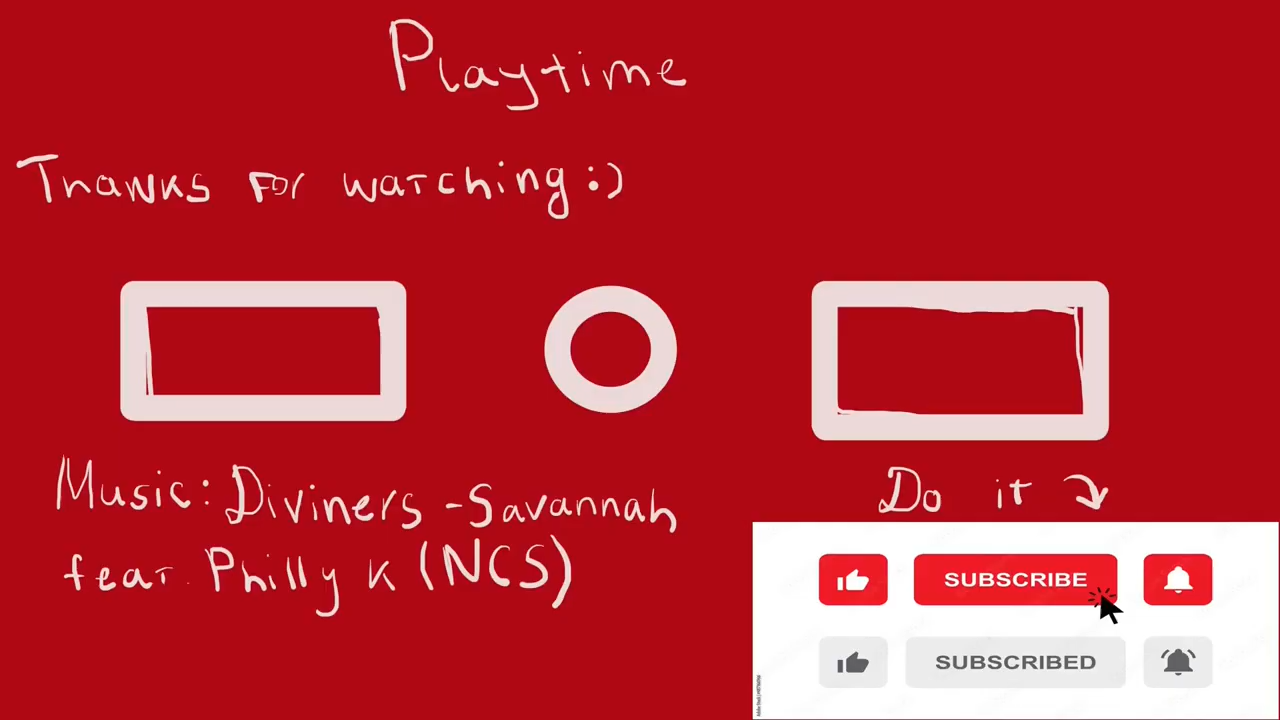 Playtime
Thanks for watching :)
Music: Diviners - Savannah
feat. Philly K (NCS)
Do it
SUBSCRIBE
SUBSCRIBED